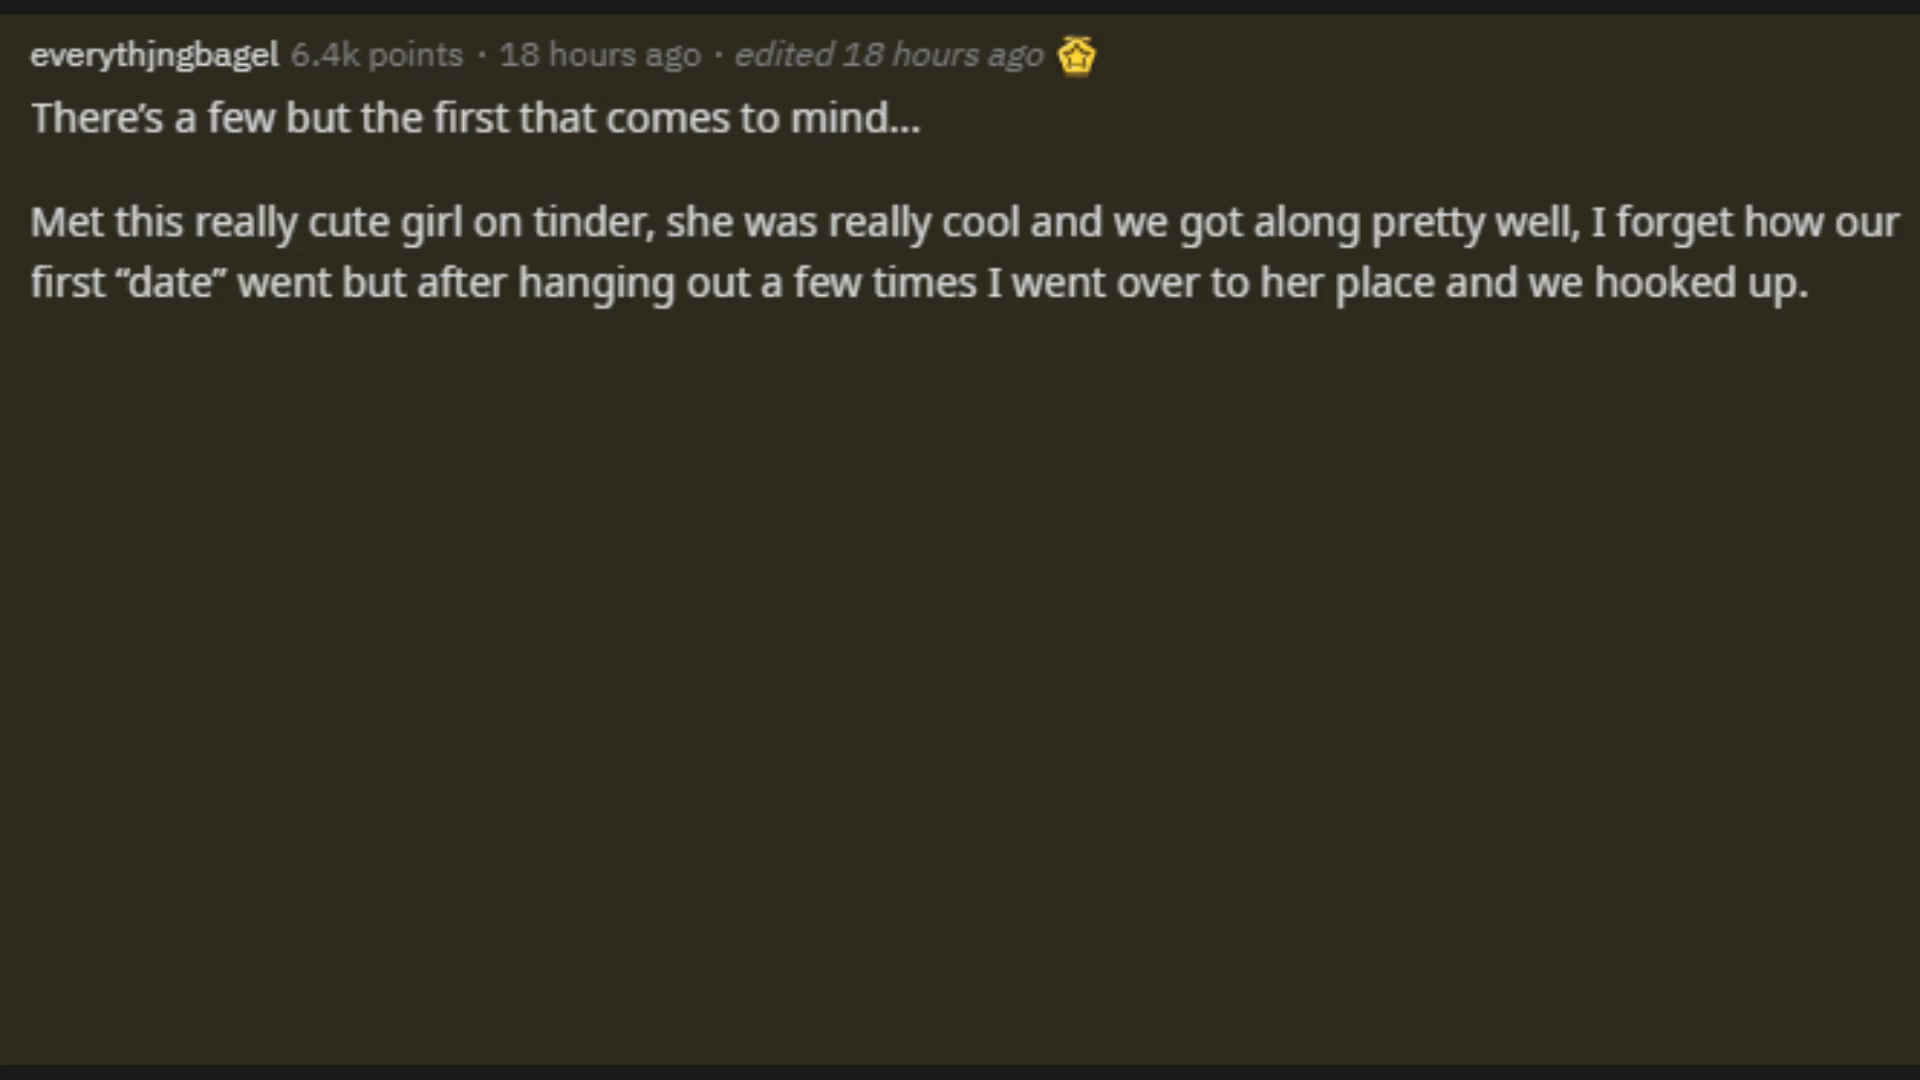 everythjngbagel 6.4k points · 18 hours ago · edited 18 hours ago
There’s a few but the first that comes to mind...
Met this really cute girl on tinder, she was really cool and we got along pretty well, I forget how our
first “date” went but after hanging out a few times I went over to her place and we hooked up.